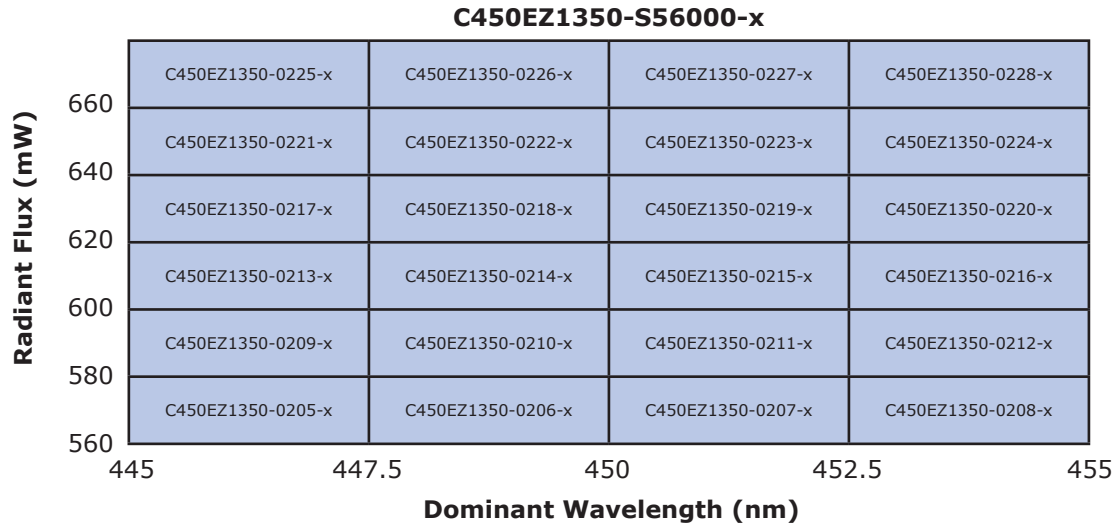 C450EZ1350-S56000-x
Radiant Flux (mW)
C450EZ1350-0225-x C450EZ1350-0226-x C450EZ1350-0227-x C450EZ1350-0228-x
660
C450EZ1350-0221-x C450EZ1350-0222-x C450EZ1350-0223-x C450EZ1350-0224-x
640
C450EZ1350-0217-x C450EZ1350-0218-x C450EZ1350-0219-x C450EZ1350-0220-x
620
C450EZ1350-0213-x C450EZ1350-0214-x C450EZ1350-0215-x C450EZ1350-0216-x
600
C450EZ1350-0209-x C450EZ1350-0210-x C450EZ1350-0211-x C450EZ1350-0212-x
580
C450EZ1350-0205-x C450EZ1350-0206-x C450EZ1350-0207-x C450EZ1350-0208-x
560
445 447.5 450 452.5 455
Dominant Wavelength (nm)